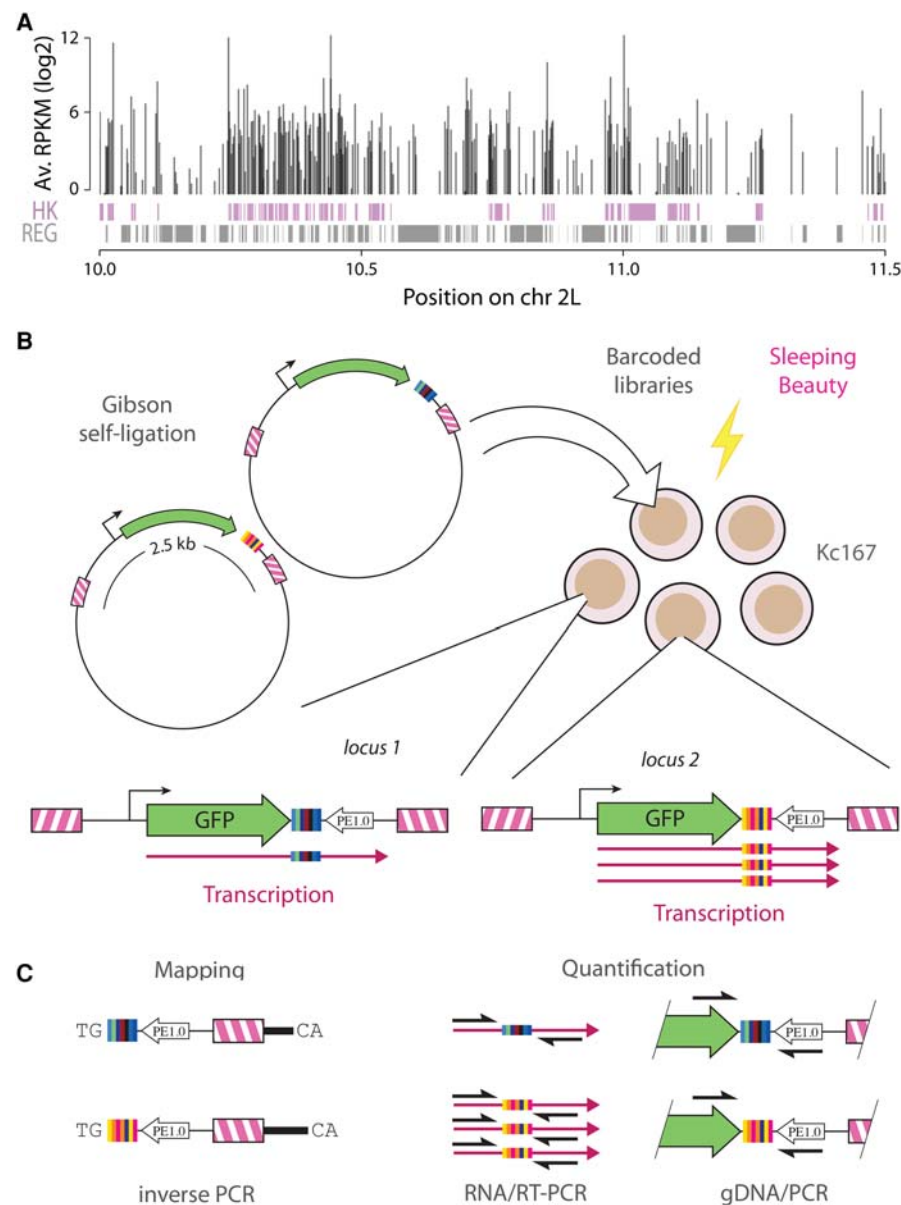 A
Av. RPKM (log2)
12
6
0
HK
REG
10.0 10.5 11.0 11.5
Position on chr 2L
B
Gibson
self-ligation
2.5 kb
Barcoded
libraries
Sleeping
Beauty
Kc167
locus 1
GFP
PE1.0
Transcription
locus 2
GFP
PE1.0
Transcription
C
Mapping
Quantification
TG PE1.0 CA
PE1.0
TG PE1.0 CA
PE1.0
inverse PCR
RNA/RT-PCR
gDNA/PCR